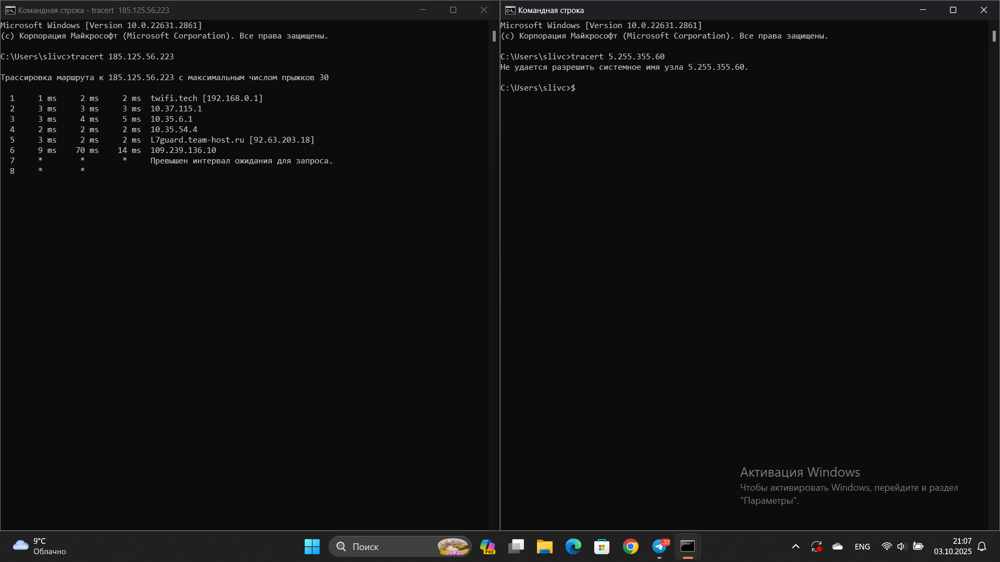 Командная строка - tracert  185.125.56.223
Microsoft Windows [Version 10.0.22631.2861]
(c) Корпорация Майкрософт (Microsoft Corporation). Все права защищены.
C:\Users\slivc>tracert 185.125.56.223
Трассировка маршрута к 185.125.56.223 с максимальным числом прыжков 30
1     1 ms     2 ms     2 ms  twifi.tech [192.168.0.1]
2     3 ms     3 ms     3 ms  10.37.115.1
3     3 ms     4 ms     5 ms  10.35.6.1
4     2 ms     2 ms     2 ms  10.35.54.4
5     3 ms     2 ms     2 ms  L7guard.team-host.ru [92.63.203.18]
6     9 ms    70 ms    14 ms  109.239.136.10
7     *        *        *     Превышен интервал ожидания для запроса.
8     *        *
Командная строка
Microsoft Windows [Version 10.0.22631.2861]
(c) Корпорация Майкрософт (Microsoft Corporation). Все права защищены.
C:\Users\slivc>tracert 5.255.355.60
Не удается разрешить системное имя узла 5.255.355.60.
C:\Users\slivc>$
Активация Windows
Чтобы активировать Windows, перейдите в раздел
"Параметры".
9°C
Облачно
Поиск
PRE
..37
ENG
21:07
03.10.2025